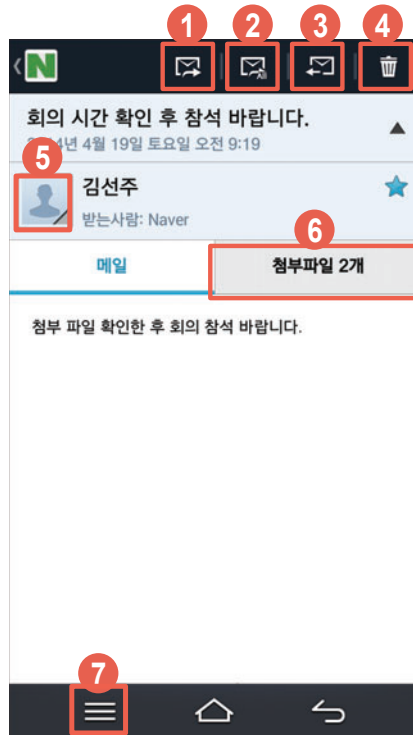 1 2 3 4
N
회의 시간 확인 후 참석 바랍니다.
년 4월 19일 토요일 오전 9:19
5
김선주
받는사람: Naver
6
메일 첨부파일 2개
첨부 파일 확인한 후 회의 참석 바랍니다.
7